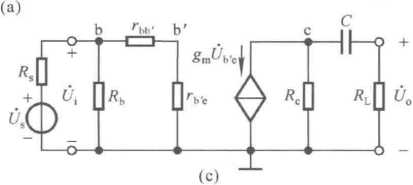 (a)
b r_bb' b' c C
g_m U̇_b'e
+ +
R_s U̇_i R_b r_b'e R_c R_L U̇_o
+
U̇_s
− − −
(c)